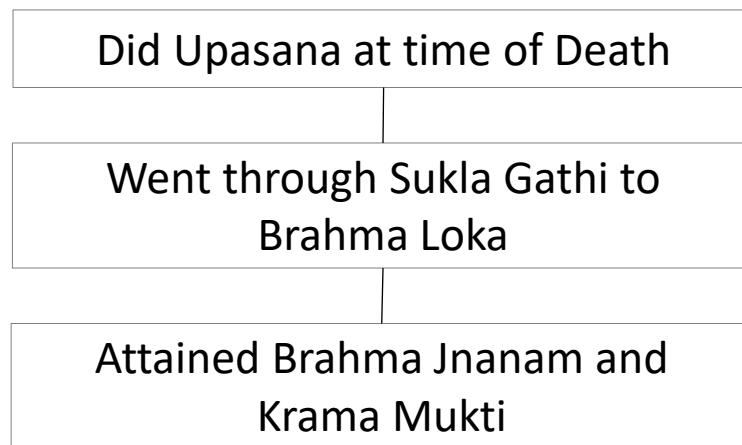 Did Upasana at time of Death
Went through Sukla Gathi to
Brahma Loka
Attained Brahma Jnanam and
Krama Mukti